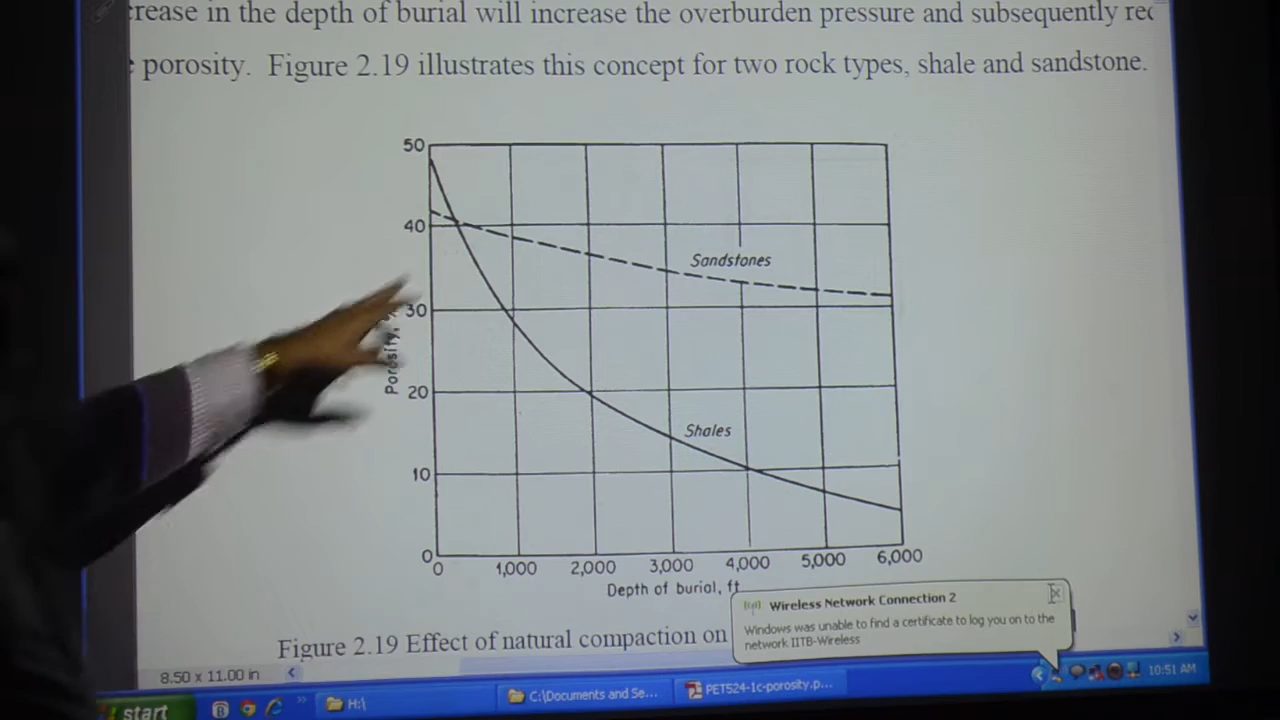 crease in the depth of burial will increase the overburden pressure and subsequently
porosity. Figure 2.19 illustrates this concept for two rock types, shale and sandstone.
50
40
30
20
10
0
Porosity,
Sandstones
Shales
0 1,000 2,000 3,000 4,000 5,000 6,000
Depth of burial, ft
Figure 2.19 Effect of natural compaction on
Wireless Network Connection 2
Windows was unable to find a certificate to log you on to the
network IITB-Wireless
8.50 x 11.00 in
start
H:\
C:\Documents and Se...
PET524-1c-porosity.p...
10:51 AM